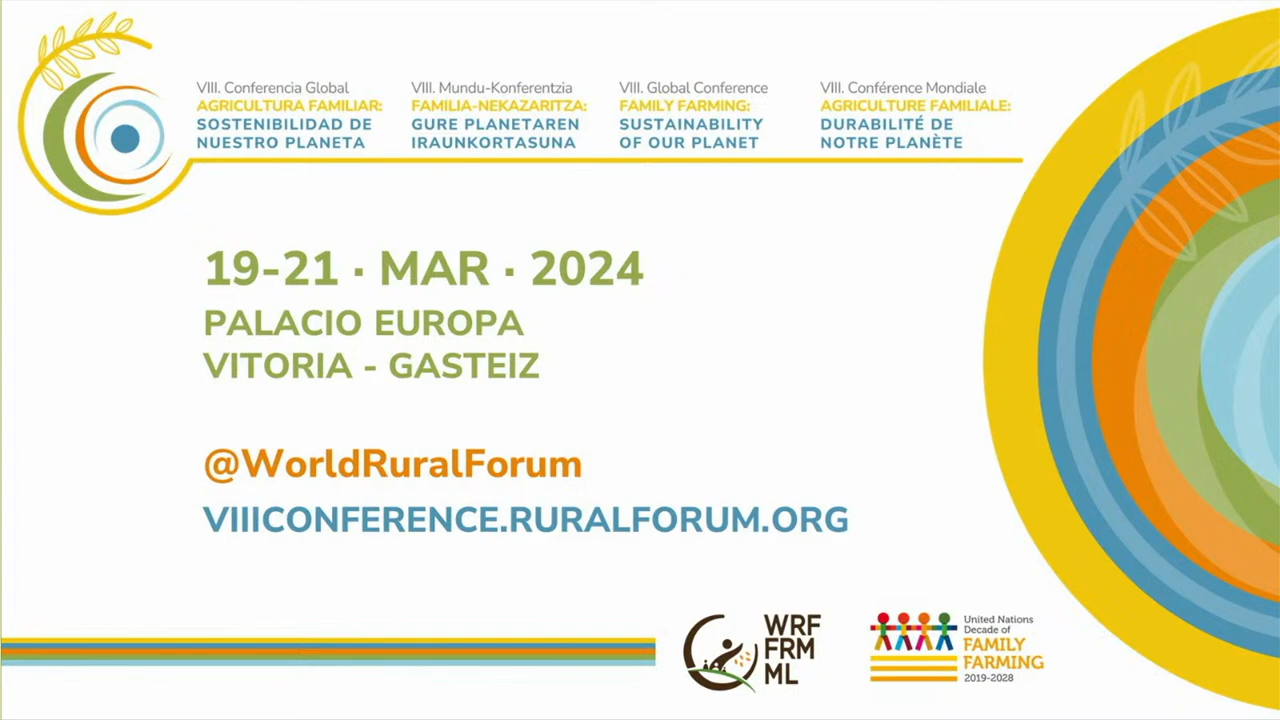 VIII. Conferencia Global
AGRICULTURA FAMILIAR:
SOSTENIBILIDAD DE
NUESTRO PLANETA
VIII. Mundu-Konferentzia
FAMILIA-NEKAZARITZA:
GURE PLANETAREN
IRAUNKORTASUNA
VIII. Global Conference
FAMILY FARMING:
SUSTAINABILITY
OF OUR PLANET
VIII. Conférence Mondiale
AGRICULTURE FAMILIALE:
DURABILITÉ DE
NOTRE PLANÈTE
19-21 · MAR · 2024
PALACIO EUROPA
VITORIA - GASTEIZ
@WorldRuralForum
VIIICONFERENCE.RURALFORUM.ORG
WRF
FRM
ML
United Nations
Decade of
FAMILY
FARMING
2019-2028